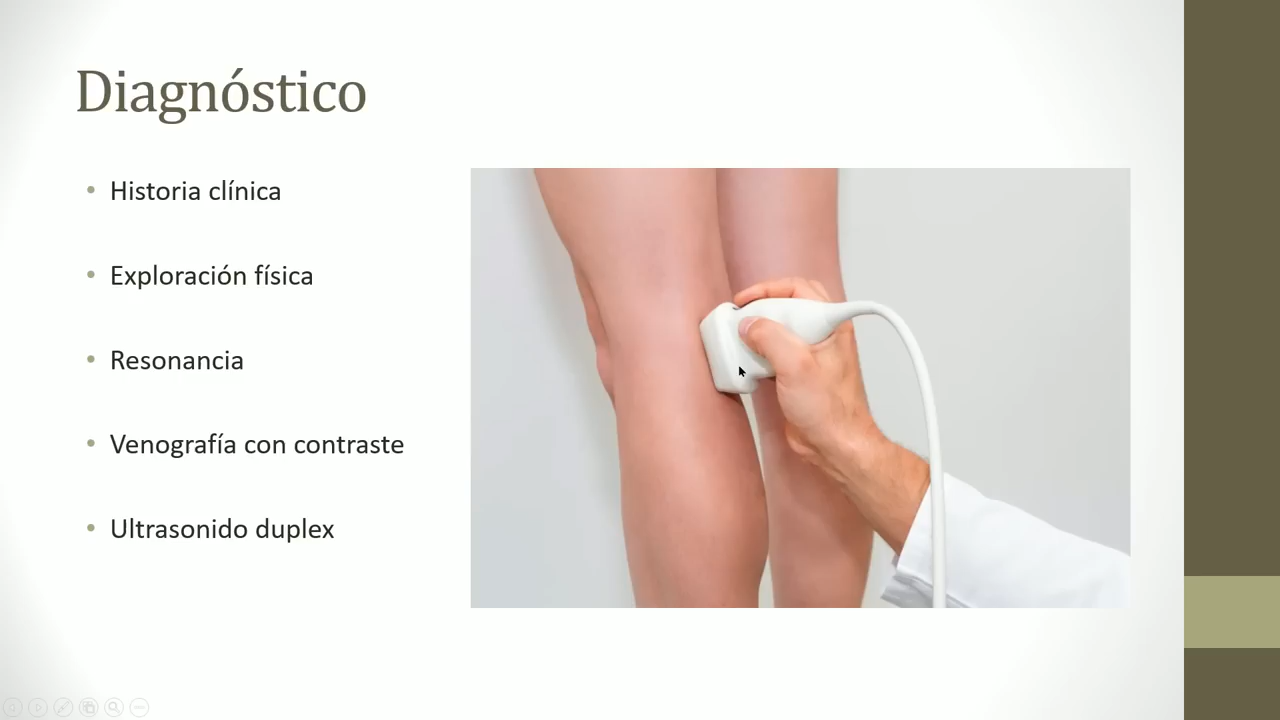 Diagnóstico
Historia clínica
Exploración física
Resonancia
Venografía con contraste
Ultrasonido duplex